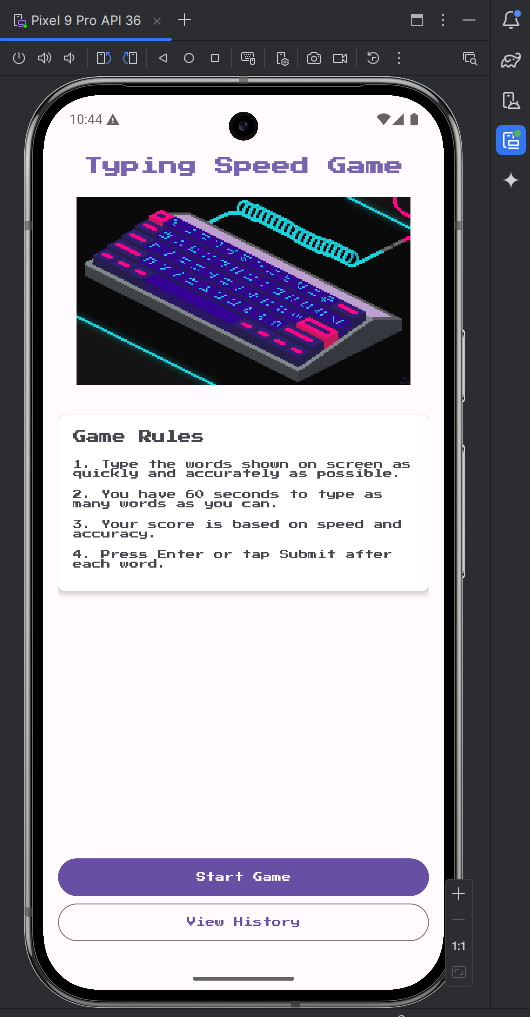 Pixel 9 Pro API 36
10:44
Typing Speed Game
Game Rules
1. Type the words shown on screen as
quickly and accurately as possible.
2. You have 60 seconds to type as
many words as you can.
3. Your score is based on speed and
accuracy.
4. Press Enter or tap Submit after
each word.
Start Game
View History
1:1